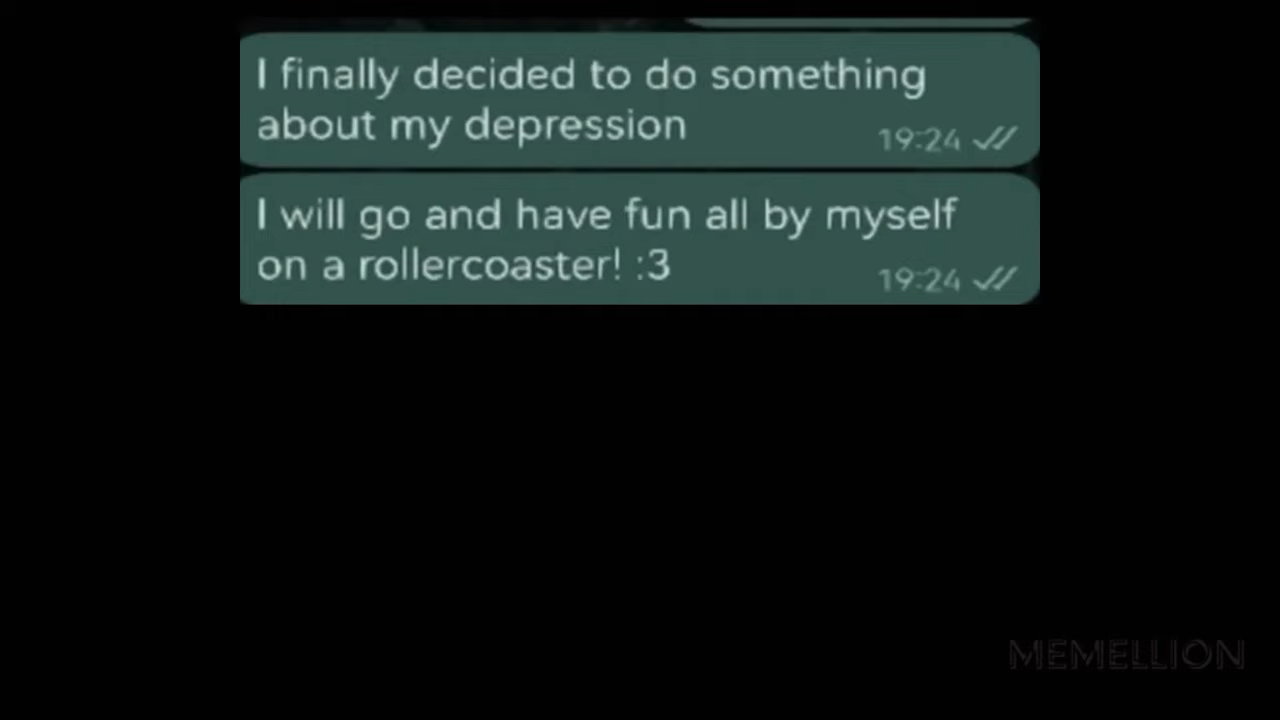 I finally decided to do something
about my depression
19:24
I will go and have fun all by myself
on a rollercoaster! :3
19:24
MEMELLION